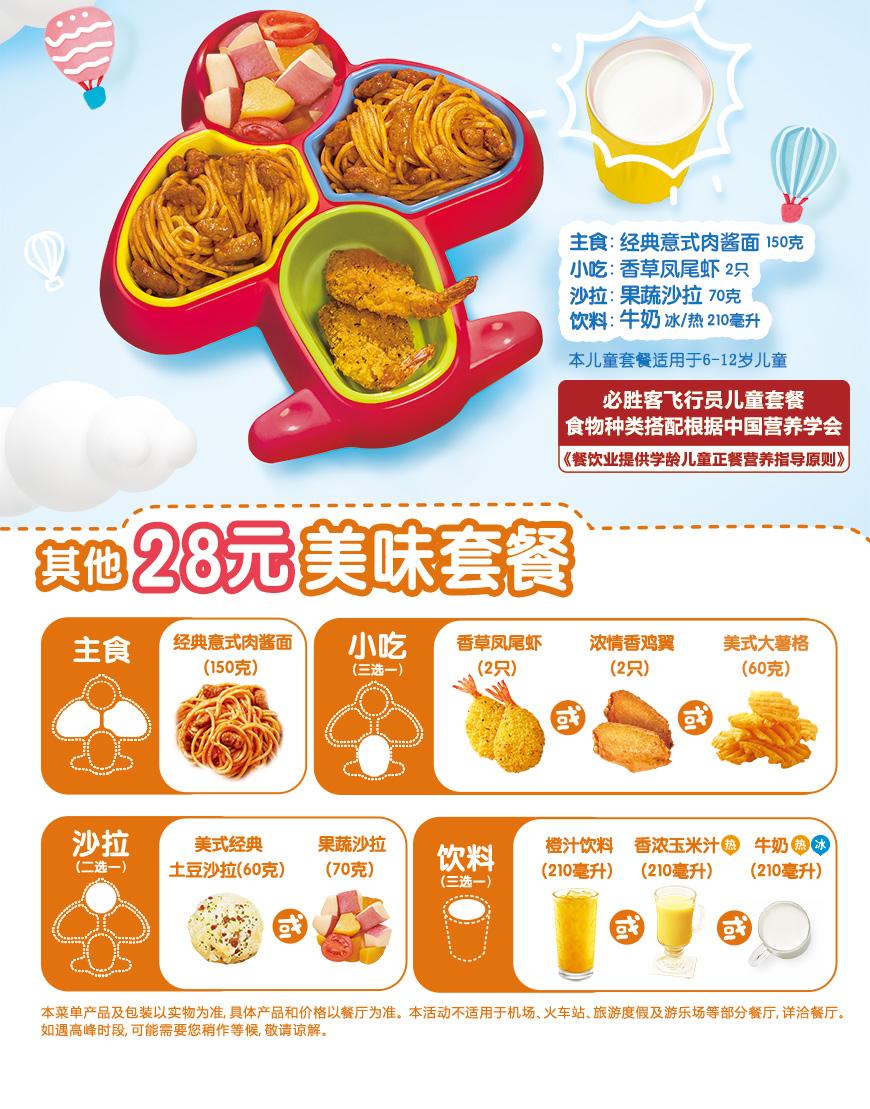 主食：经典意式肉酱面 150克
小吃：香草凤尾虾 2只
沙拉：果蔬沙拉 70克
饮料：牛奶 冰/热 210毫升
本儿童套餐适用于6-12岁儿童
必胜客飞行员儿童套餐
食物种类搭配根据中国营养学会
《餐饮业提供学龄儿童正餐营养指导原则》
其他 28元 美味套餐
主食
经典意式肉酱面
(150克)
小吃
(三选一)
香草凤尾虾
(2只)
或
浓情香鸡翼
(2只)
或
美式大薯格
(60克)
沙拉
(二选一)
美式经典
土豆沙拉(60克)
或
果蔬沙拉
(70克)
饮料
(三选一)
橙汁饮料
(210毫升)
或
香浓玉米汁 热
(210毫升)
或
牛奶 热 冰
(210毫升)
本菜单产品及包装以实物为准，具体产品和价格以餐厅为准。本活动不适用于机场、火车站、旅游度假及游乐场等部分餐厅，详洽餐厅。
如遇高峰时段，可能需要您稍作等候，敬请谅解。